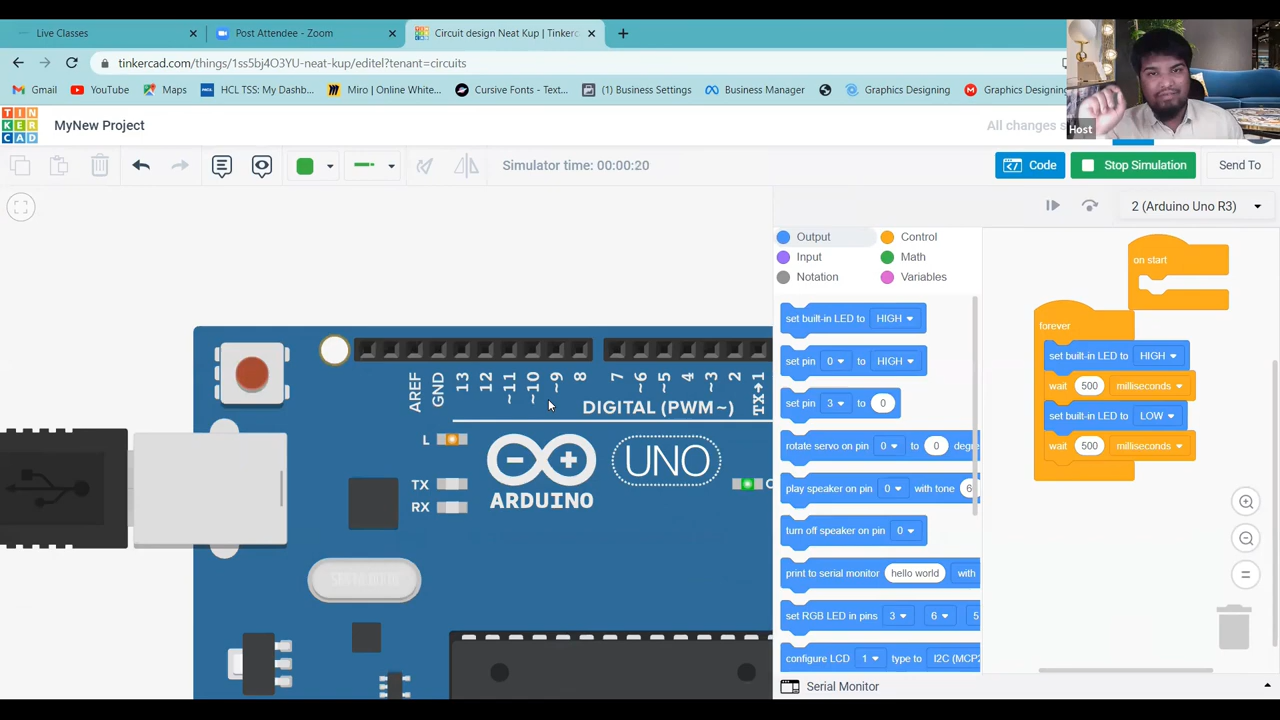 Live Classes
Post Attendee - Zoom
Circuit design Neat Kup | Tinkerc
tinkercad.com/things/1ss5bj4O3YU-neat-kup/editel?tenant=circuits
Gmail YouTube Maps HCL TSS: My Dashb... Miro | Online White... Cursive Fonts - Text... (1) Business Settings Business Manager Graphics Designing Graphics Designing
Host
TIN
KER
CAD
MyNew Project
All changes s
Simulator time: 00:00:20
Code
Stop Simulation
Send To
2 (Arduino Uno R3)
Output Control
Input Math
Notation Variables
set built-in LED to HIGH
set pin 0 to HIGH
set pin 3 to 0
rotate servo on pin 0 to 0 degre
play speaker on pin 0 with tone 6
turn off speaker on pin 0
print to serial monitor hello world with
set RGB LED in pins 3 6 5
configure LCD 1 type to I2C (MCP2
on start
forever
set built-in LED to HIGH
wait 500 milliseconds
set built-in LED to LOW
wait 500 milliseconds
AREF GND 13 12 ~11 ~10 ~9 8 7 ~6 ~5 4 ~3 2 TX→1
DIGITAL (PWM~)
L
TX
RX
UNO
ARDUINO
Serial Monitor